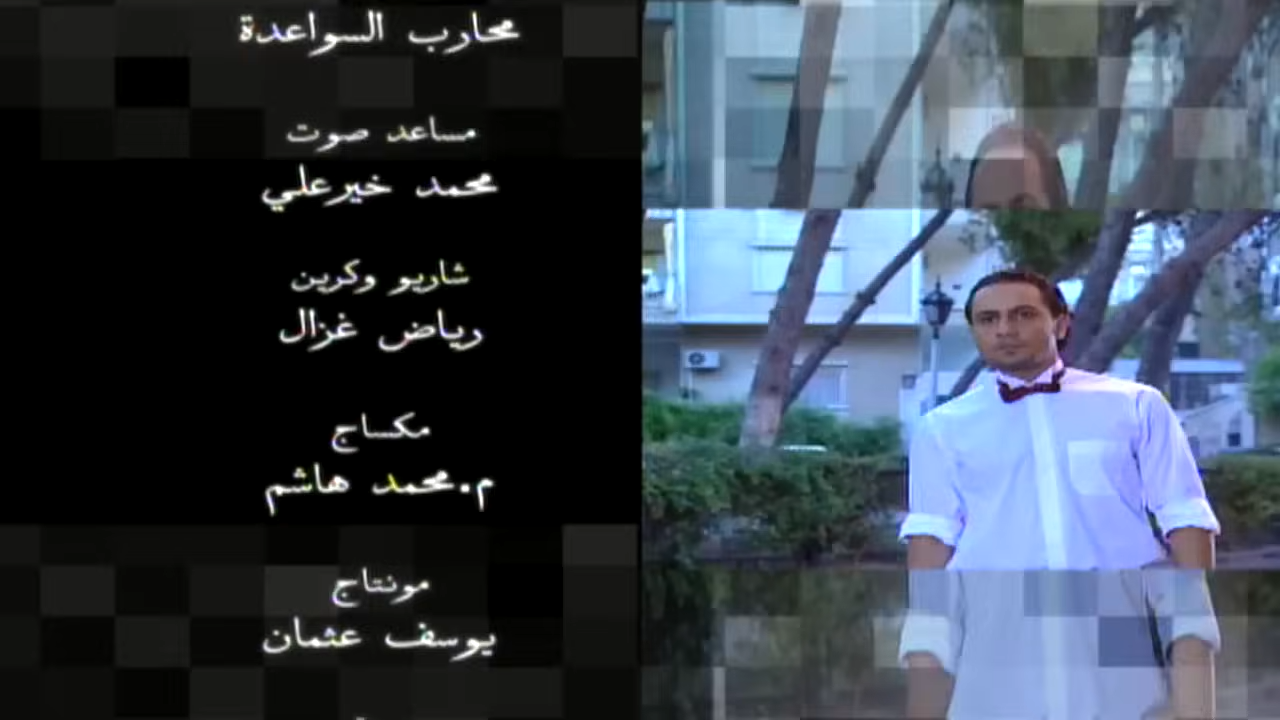 محارب السواعدة
مساعد صوت
محمد خيرعلي
شاريو وكرين
رياض غزال
مكساج
م.محمد هاشم
مونتاج
يوسف عثمان